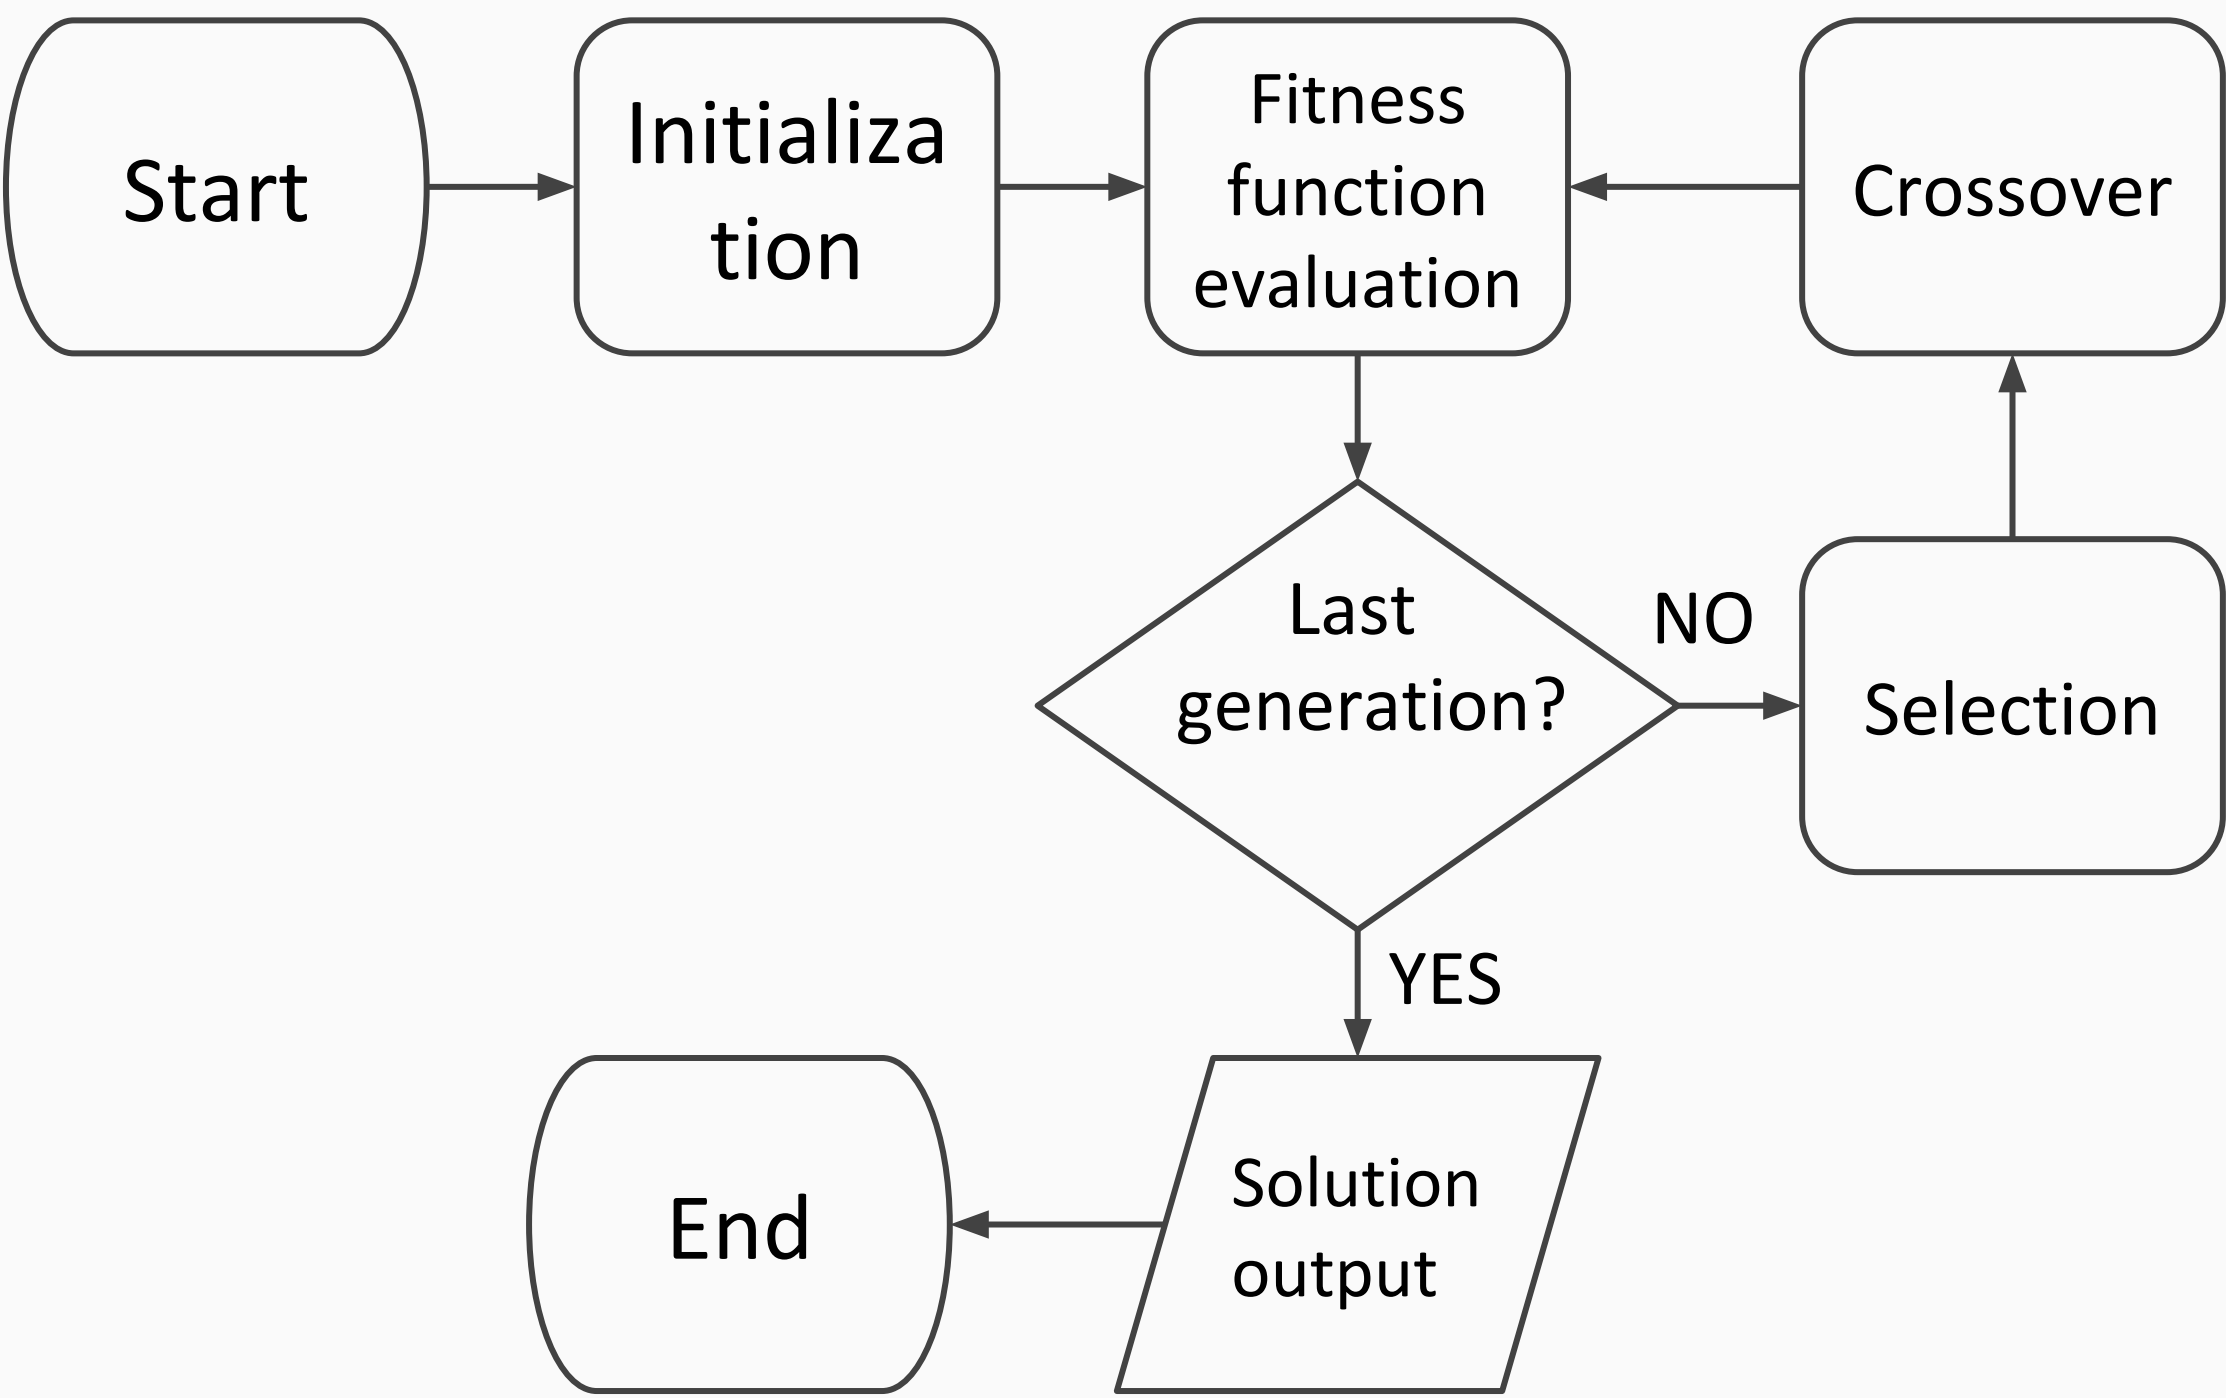 Start
Initializa
tion
Fitness
function
evaluation
Crossover
Last
generation?
NO
Selection
YES
Solution
output
End